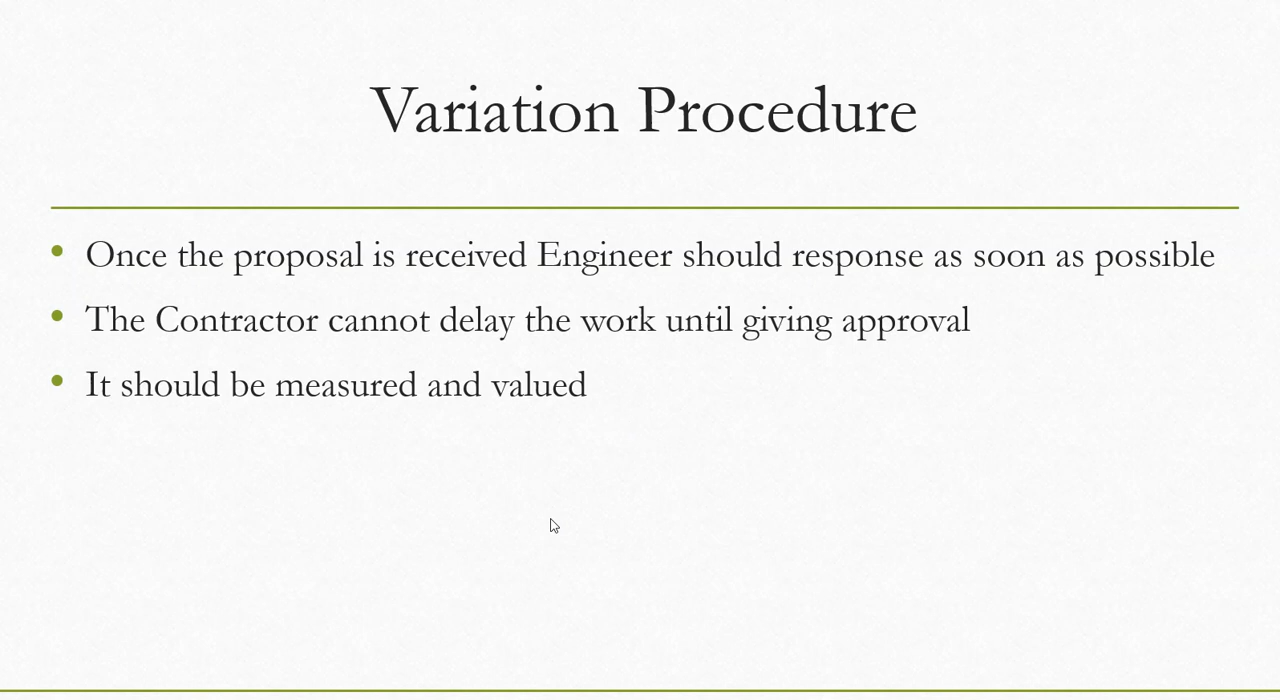 Variation Procedure
• Once the proposal is received Engineer should response as soon as possible
• The Contractor cannot delay the work until giving approval
• It should be measured and valued